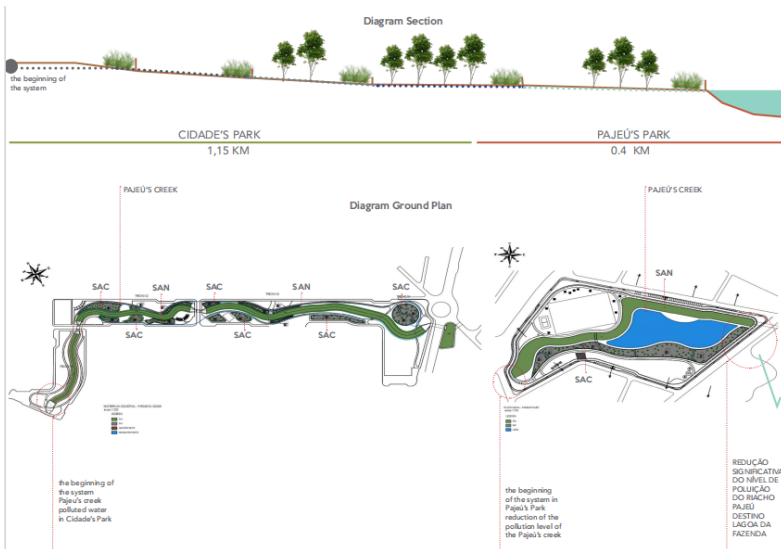 Diagram Section
the beginning of
the system
CIDADE'S PARK
1,15 KM
PAJEÚ'S PARK
0.4 KM
PAJEÚ'S CREEK
PAJEÚ'S CREEK
Diagram Ground Plan
SAC
SAN
SAC
SAN
SAC
SAN
SAC
SAC
SAC
SAC
the beginning of
the system
Pajeu's creek
polluted water
in Cidade's Park
the beginning
of the system in
Pajeú's Park
reduction of the
pollution level of
the Pajeú's creek
REDUÇÃO
SIGNIFICATIVA
DO NÍVEL DE
POLUIÇÃO
DO RIACHO
PAJEÚ
DESTINO
LAGOA DA
FAZENDA